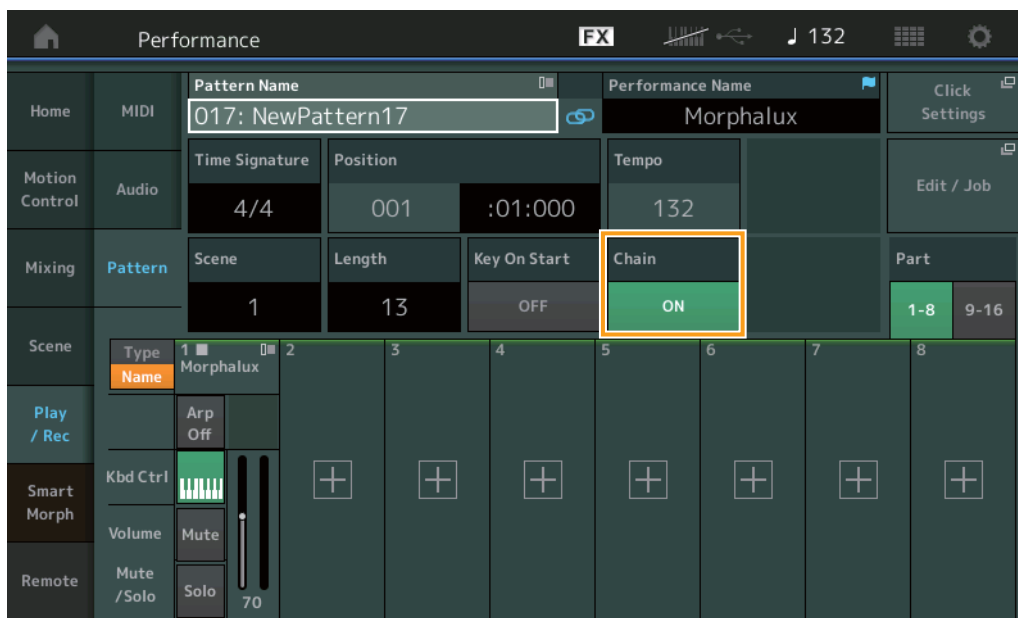 Performance
FX
♩ 132
Home
Motion
Control
Mixing
Scene
Play
/ Rec
Smart
Morph
Remote
MIDI
Audio
Pattern
Pattern Name
017: NewPattern17
Performance Name
Morphalux
Click
Settings
Time Signature
4/4
Position
001
:01:000
Tempo
132
Edit / Job
Scene
1
Length
13
Key On Start
OFF
Chain
ON
Part
1-8
9-16
Type
Name
1
Morphalux
2
3
4
5
6
7
8
Arp
Off
Kbd Ctrl
Volume
Mute
Mute
/Solo
Solo
70